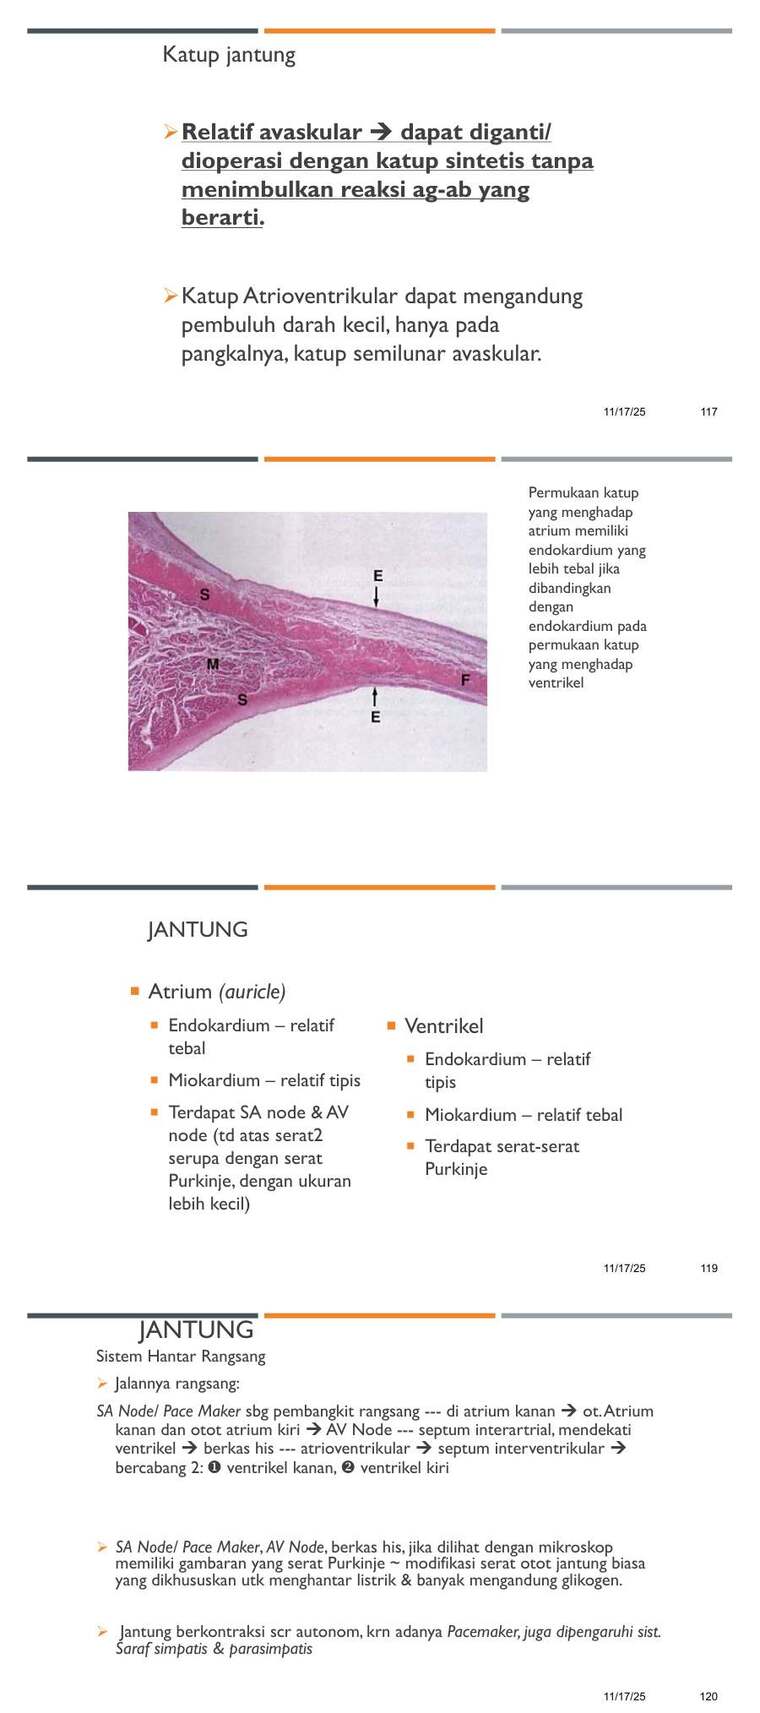 Katup jantung
➢ Relatif avaskular ➔ dapat diganti/
dioperasi dengan katup sintetis tanpa
menimbulkan reaksi ag-ab yang
berarti.
➢ Katup Atrioventrikular dapat mengandung
pembuluh darah kecil, hanya pada
pangkalnya, katup semilunar avaskular.
11/17/25 117
Permukaan katup
yang menghadap
atrium memiliki
endokardium yang
lebih tebal jika
dibandingkan
dengan
endokardium pada
permukaan katup
yang menghadap
ventrikel
E
S
M
F
S
E
JANTUNG
▪ Atrium (auricle)
▪ Endokardium – relatif
tebal
▪ Miokardium – relatif tipis
▪ Terdapat SA node & AV
node (td atas serat2
serupa dengan serat
Purkinje, dengan ukuran
lebih kecil)
▪ Ventrikel
▪ Endokardium – relatif
tipis
▪ Miokardium – relatif tebal
▪ Terdapat serat-serat
Purkinje
11/17/25 119
JANTUNG
Sistem Hantar Rangsang
➢ Jalannya rangsang:
SA Node/ Pace Maker sbg pembangkit rangsang --- di atrium kanan ➔ ot. Atrium
kanan dan otot atrium kiri ➔ AV Node --- septum interartrial, mendekati
ventrikel ➔ berkas his --- atrioventrikular ➔ septum interventrikular ➔
bercabang 2: ❶ ventrikel kanan, ❷ ventrikel kiri
➢ SA Node/ Pace Maker, AV Node, berkas his, jika dilihat dengan mikroskop
memiliki gambaran yang serat Purkinje ~ modifikasi serat otot jantung biasa
yang dikhususkan utk menghantar listrik & banyak mengandung glikogen.
➢ Jantung berkontraksi scr autonom, krn adanya Pacemaker, juga dipengaruhi sist.
Saraf simpatis & parasimpatis
11/17/25 120